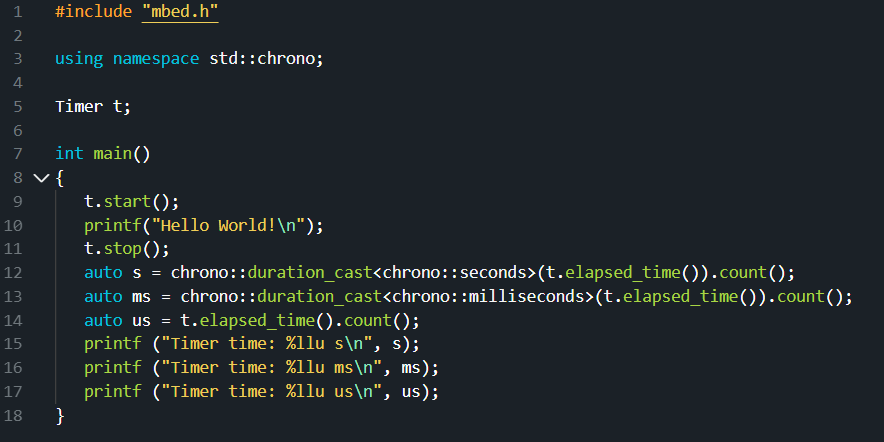 1 #include "mbed.h"
2
3 using namespace std::chrono;
4
5 Timer t;
6
7 int main()
8 {
9 t.start();
10 printf("Hello World!\n");
11 t.stop();
12 auto s = chrono::duration_cast<chrono::seconds>(t.elapsed_time()).count();
13 auto ms = chrono::duration_cast<chrono::milliseconds>(t.elapsed_time()).count();
14 auto us = t.elapsed_time().count();
15 printf ("Timer time: %llu s\n", s);
16 printf ("Timer time: %llu ms\n", ms);
17 printf ("Timer time: %llu us\n", us);
18 }